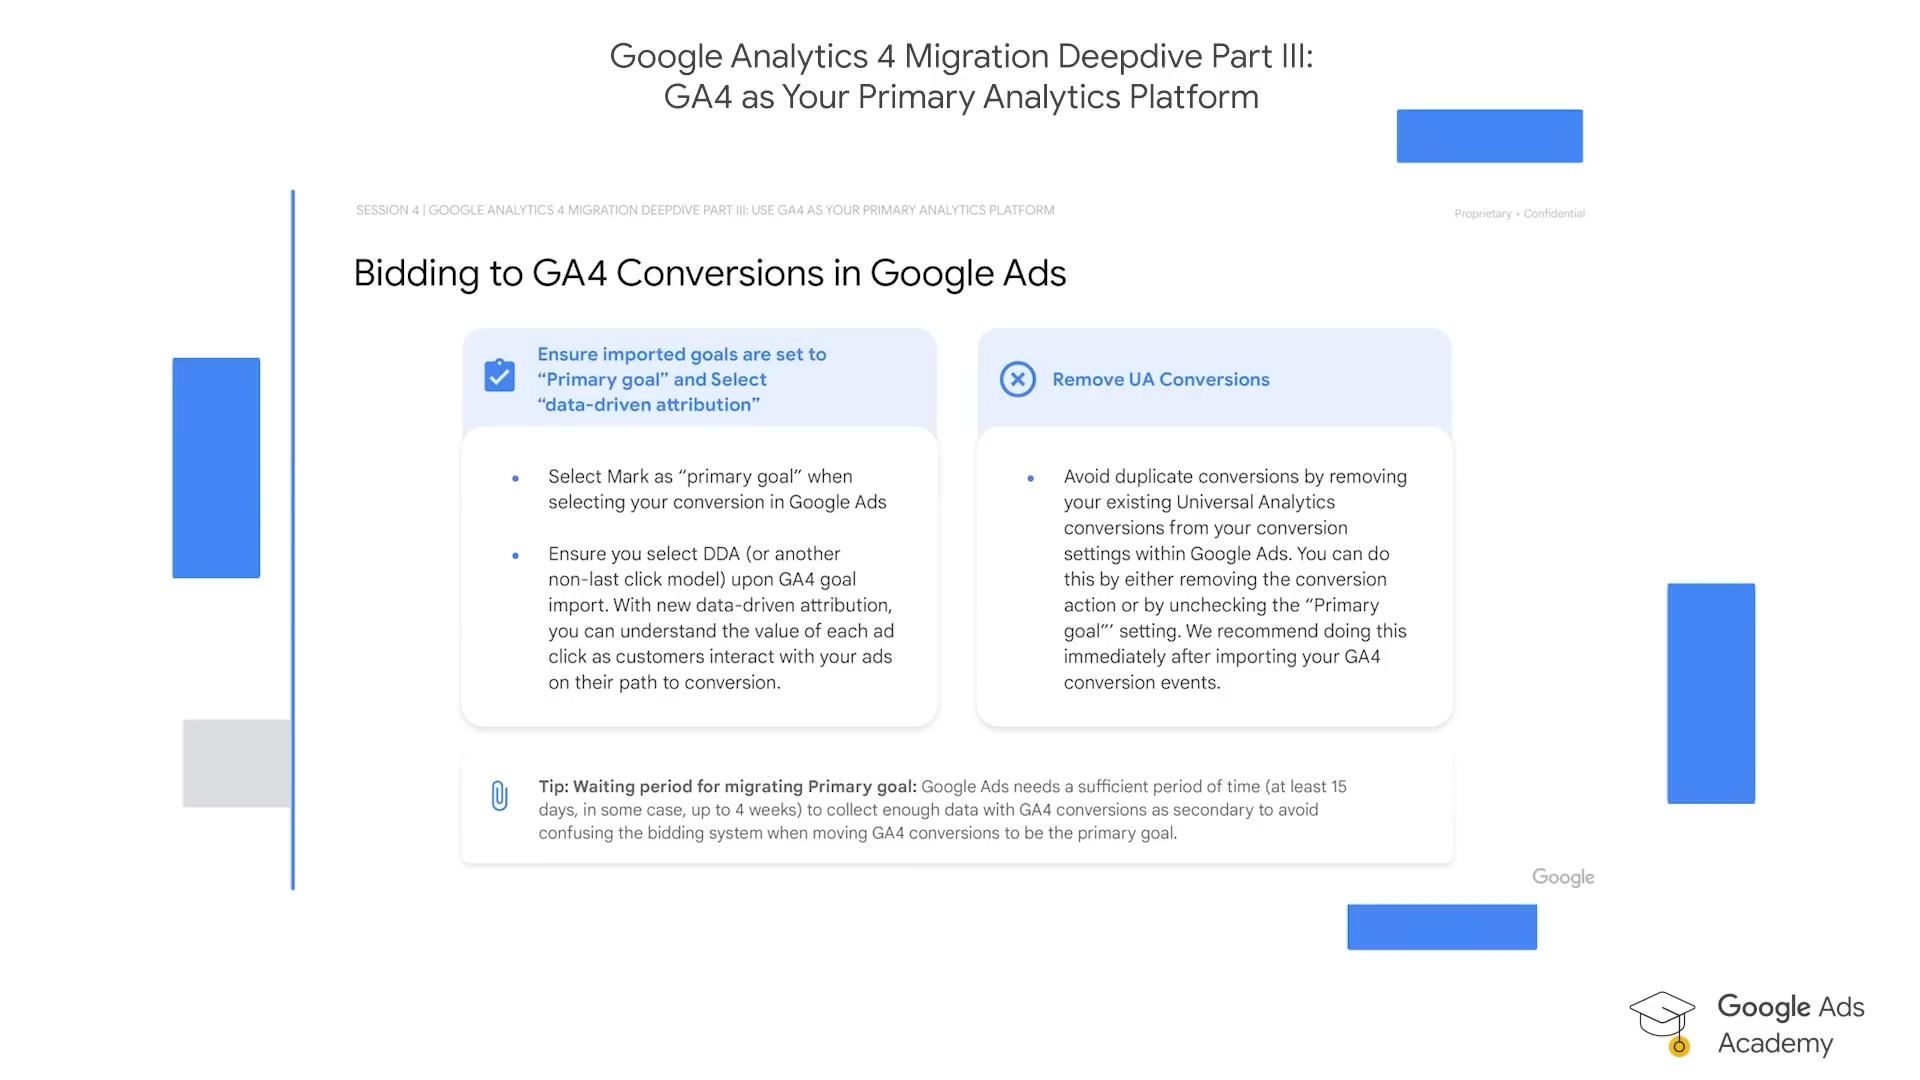 Google Analytics 4 Migration Deepdive Part III:
GA4 as Your Primary Analytics Platform
SESSION 4 | GOOGLE ANALYTICS 4 MIGRATION DEEPDIVE PART III: USE GA4 AS YOUR PRIMARY ANALYTICS PLATFORM
Proprietary + Confidential
Bidding to GA4 Conversions in Google Ads
Ensure imported goals are set to
“Primary goal” and Select
“data-driven attribution”
• Select Mark as “primary goal” when
selecting your conversion in Google Ads
• Ensure you select DDA (or another
non-last click model) upon GA4 goal
import. With new data-driven attribution,
you can understand the value of each ad
click as customers interact with your ads
on their path to conversion.
Remove UA Conversions
• Avoid duplicate conversions by removing
your existing Universal Analytics
conversions from your conversion
settings within Google Ads. You can do
this by either removing the conversion
action or by unchecking the “Primary
goal”’ setting. We recommend doing this
immediately after importing your GA4
conversion events.
Tip: Waiting period for migrating Primary goal: Google Ads needs a sufficient period of time (at least 15
days, in some case, up to 4 weeks) to collect enough data with GA4 conversions as secondary to avoid
confusing the bidding system when moving GA4 conversions to be the primary goal.
Google
Google Ads
Academy